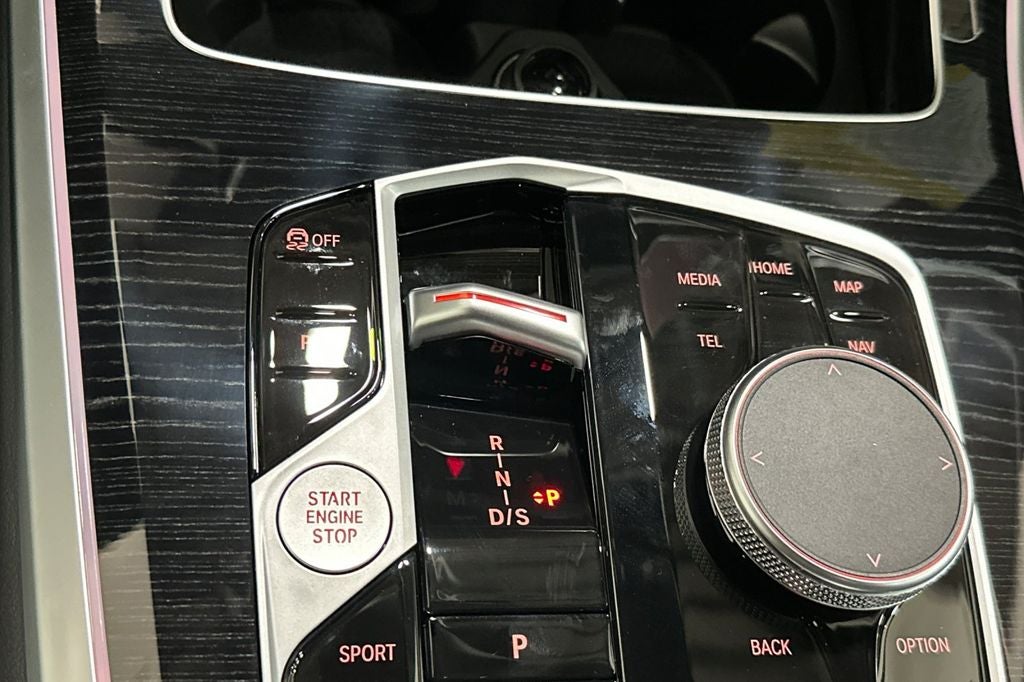 OFF
MEDIA
HOME
MAP
TEL
NAV
R
N
D/S
P
START
ENGINE
STOP
SPORT
P
BACK
OPTION